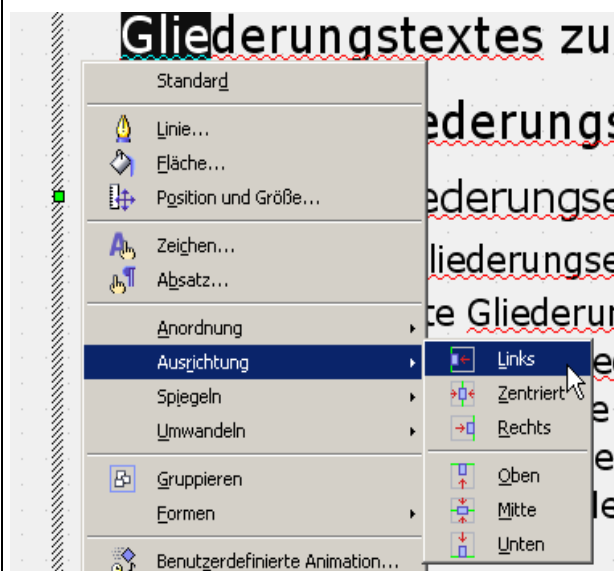 Gliederungstextes zu
Standard
Linie...
ederungs
Fläche...
Position und Größe...
ederungse
Zeichen...
liederungse
Absatz...
te Gliederun
Anordnung
Ausrichtung
Links
Spiegeln
Zentriert
Umwandeln
Rechts
Gruppieren
Oben
Formen
Mitte
Benutzerdefinierte Animation...
Unten